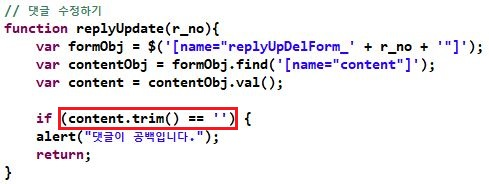 // 댓글 수정하기
function replyUpdate(r_no){
var formObj = $('[name="replyUpDelForm_' + r_no + '"]');
var contentObj = formObj.find('[name="content"]');
var content = contentObj.val();
if (content.trim() == '') {
alert("댓글이 공백입니다.");
return;
}